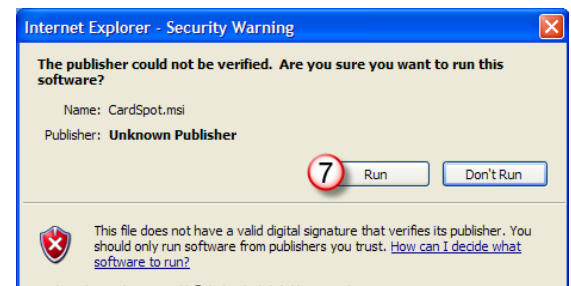 Internet Explorer - Security Warning
The publisher could not be verified. Are you sure you want to run this
software?
Name: CardSpot.msi
Publisher: Unknown Publisher
7 Run Don't Run
This file does not have a valid digital signature that verifies its publisher. You
should only run software from publishers you trust. How can I decide what
software to run?